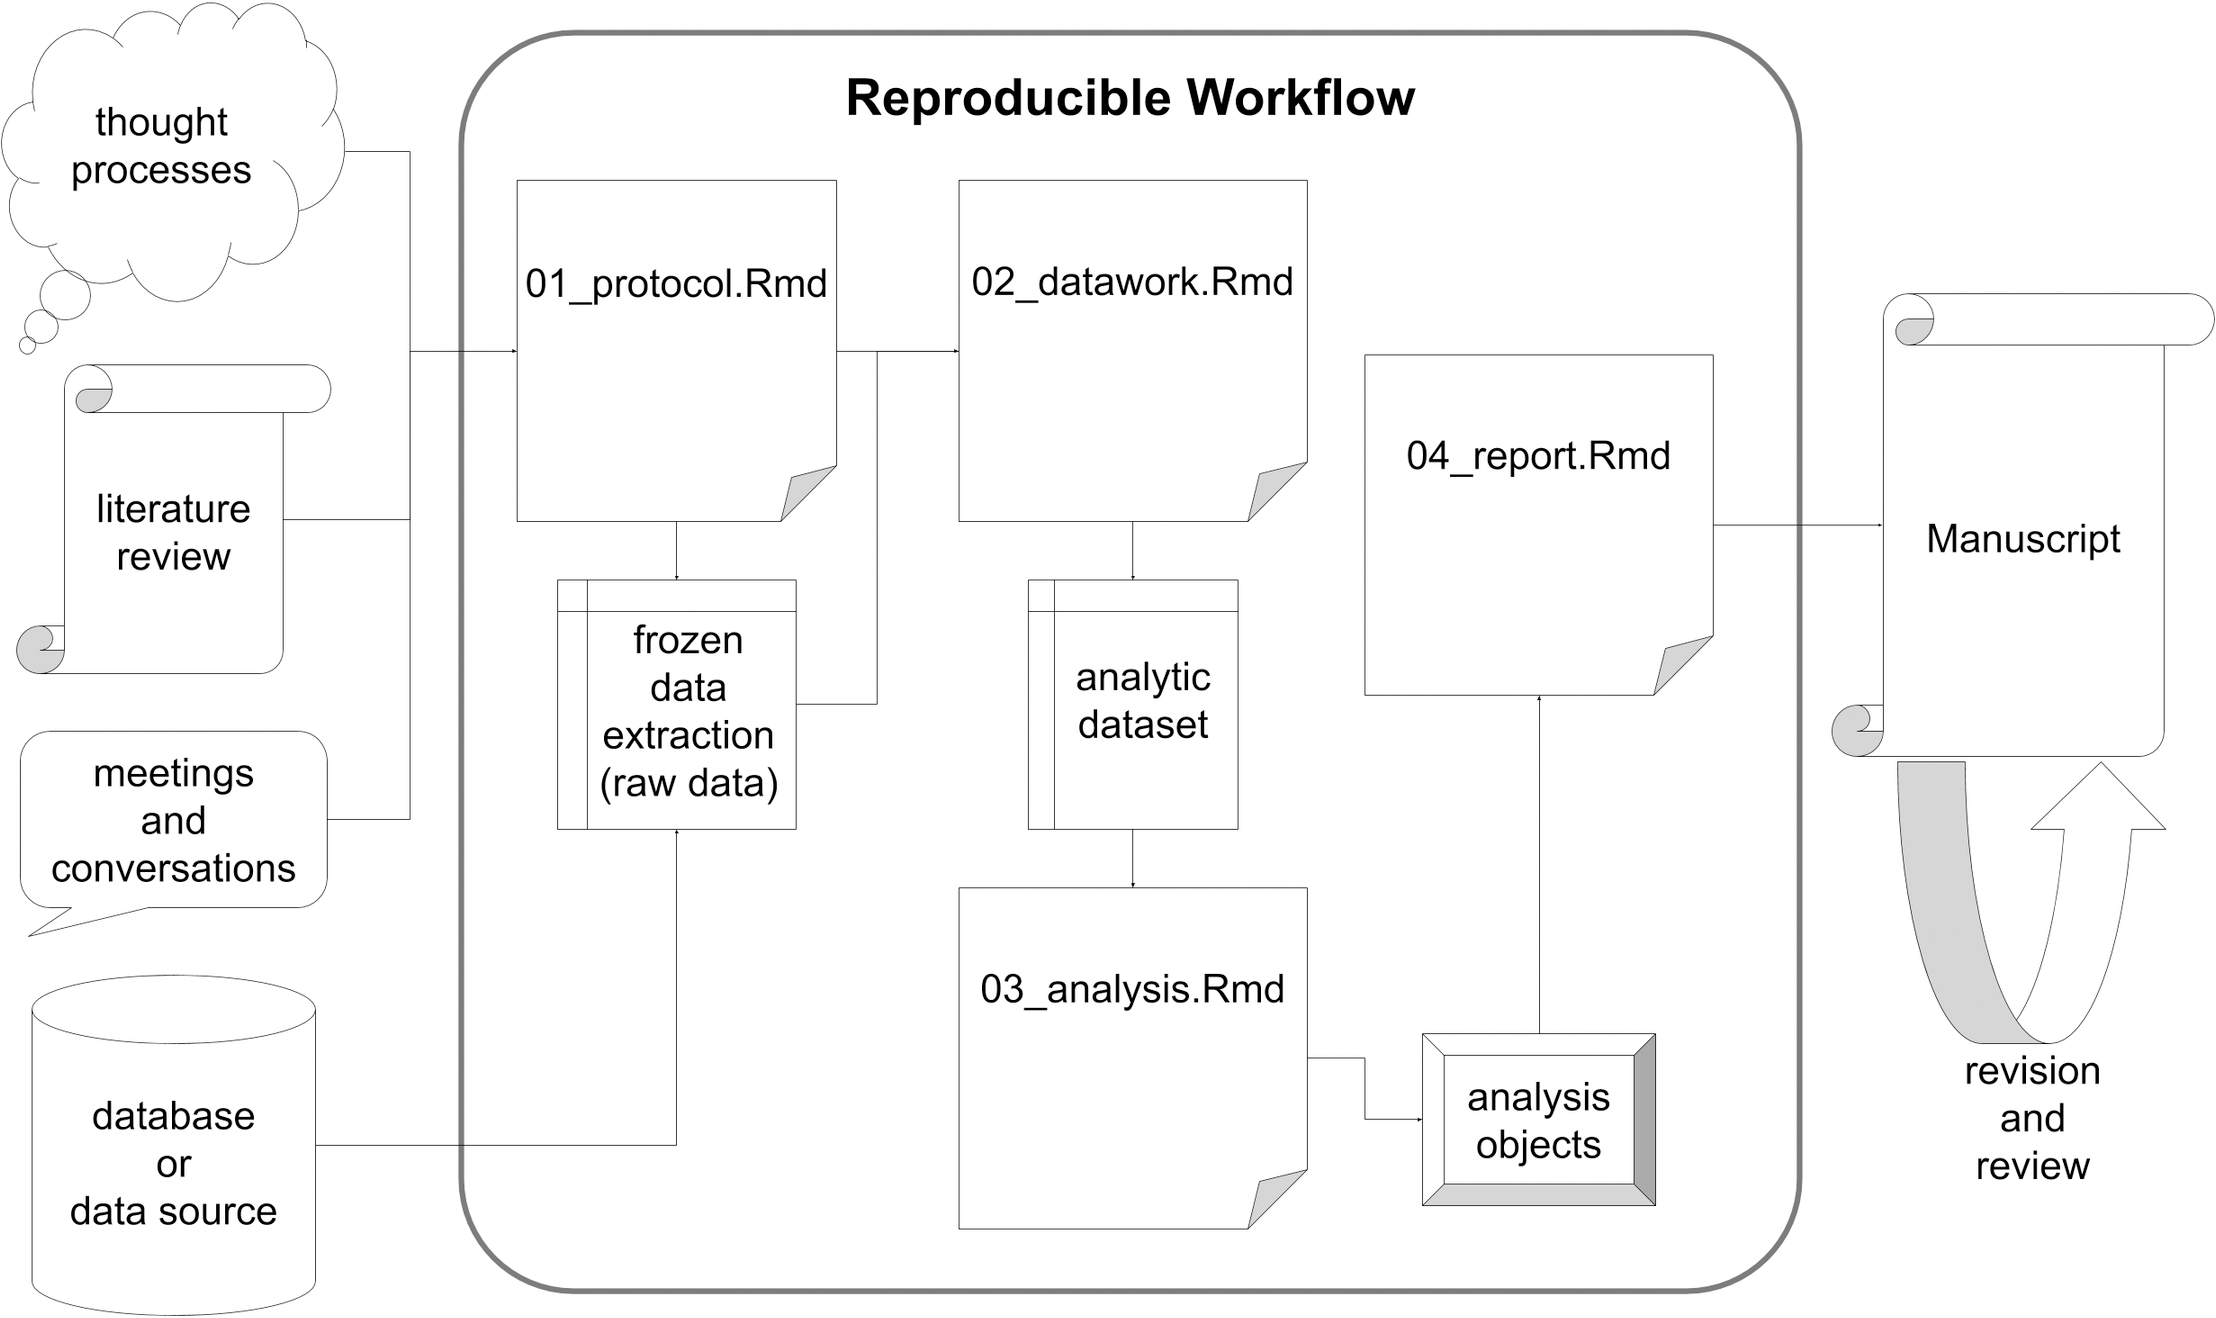 Reproducible Workflow
thought
processes
literature
review
meetings
and
conversations
database
or
data source
01_protocol.Rmd
frozen
data
extraction
(raw data)
02_datawork.Rmd
analytic
dataset
03_analysis.Rmd
analysis
objects
04_report.Rmd
Manuscript
revision
and
review